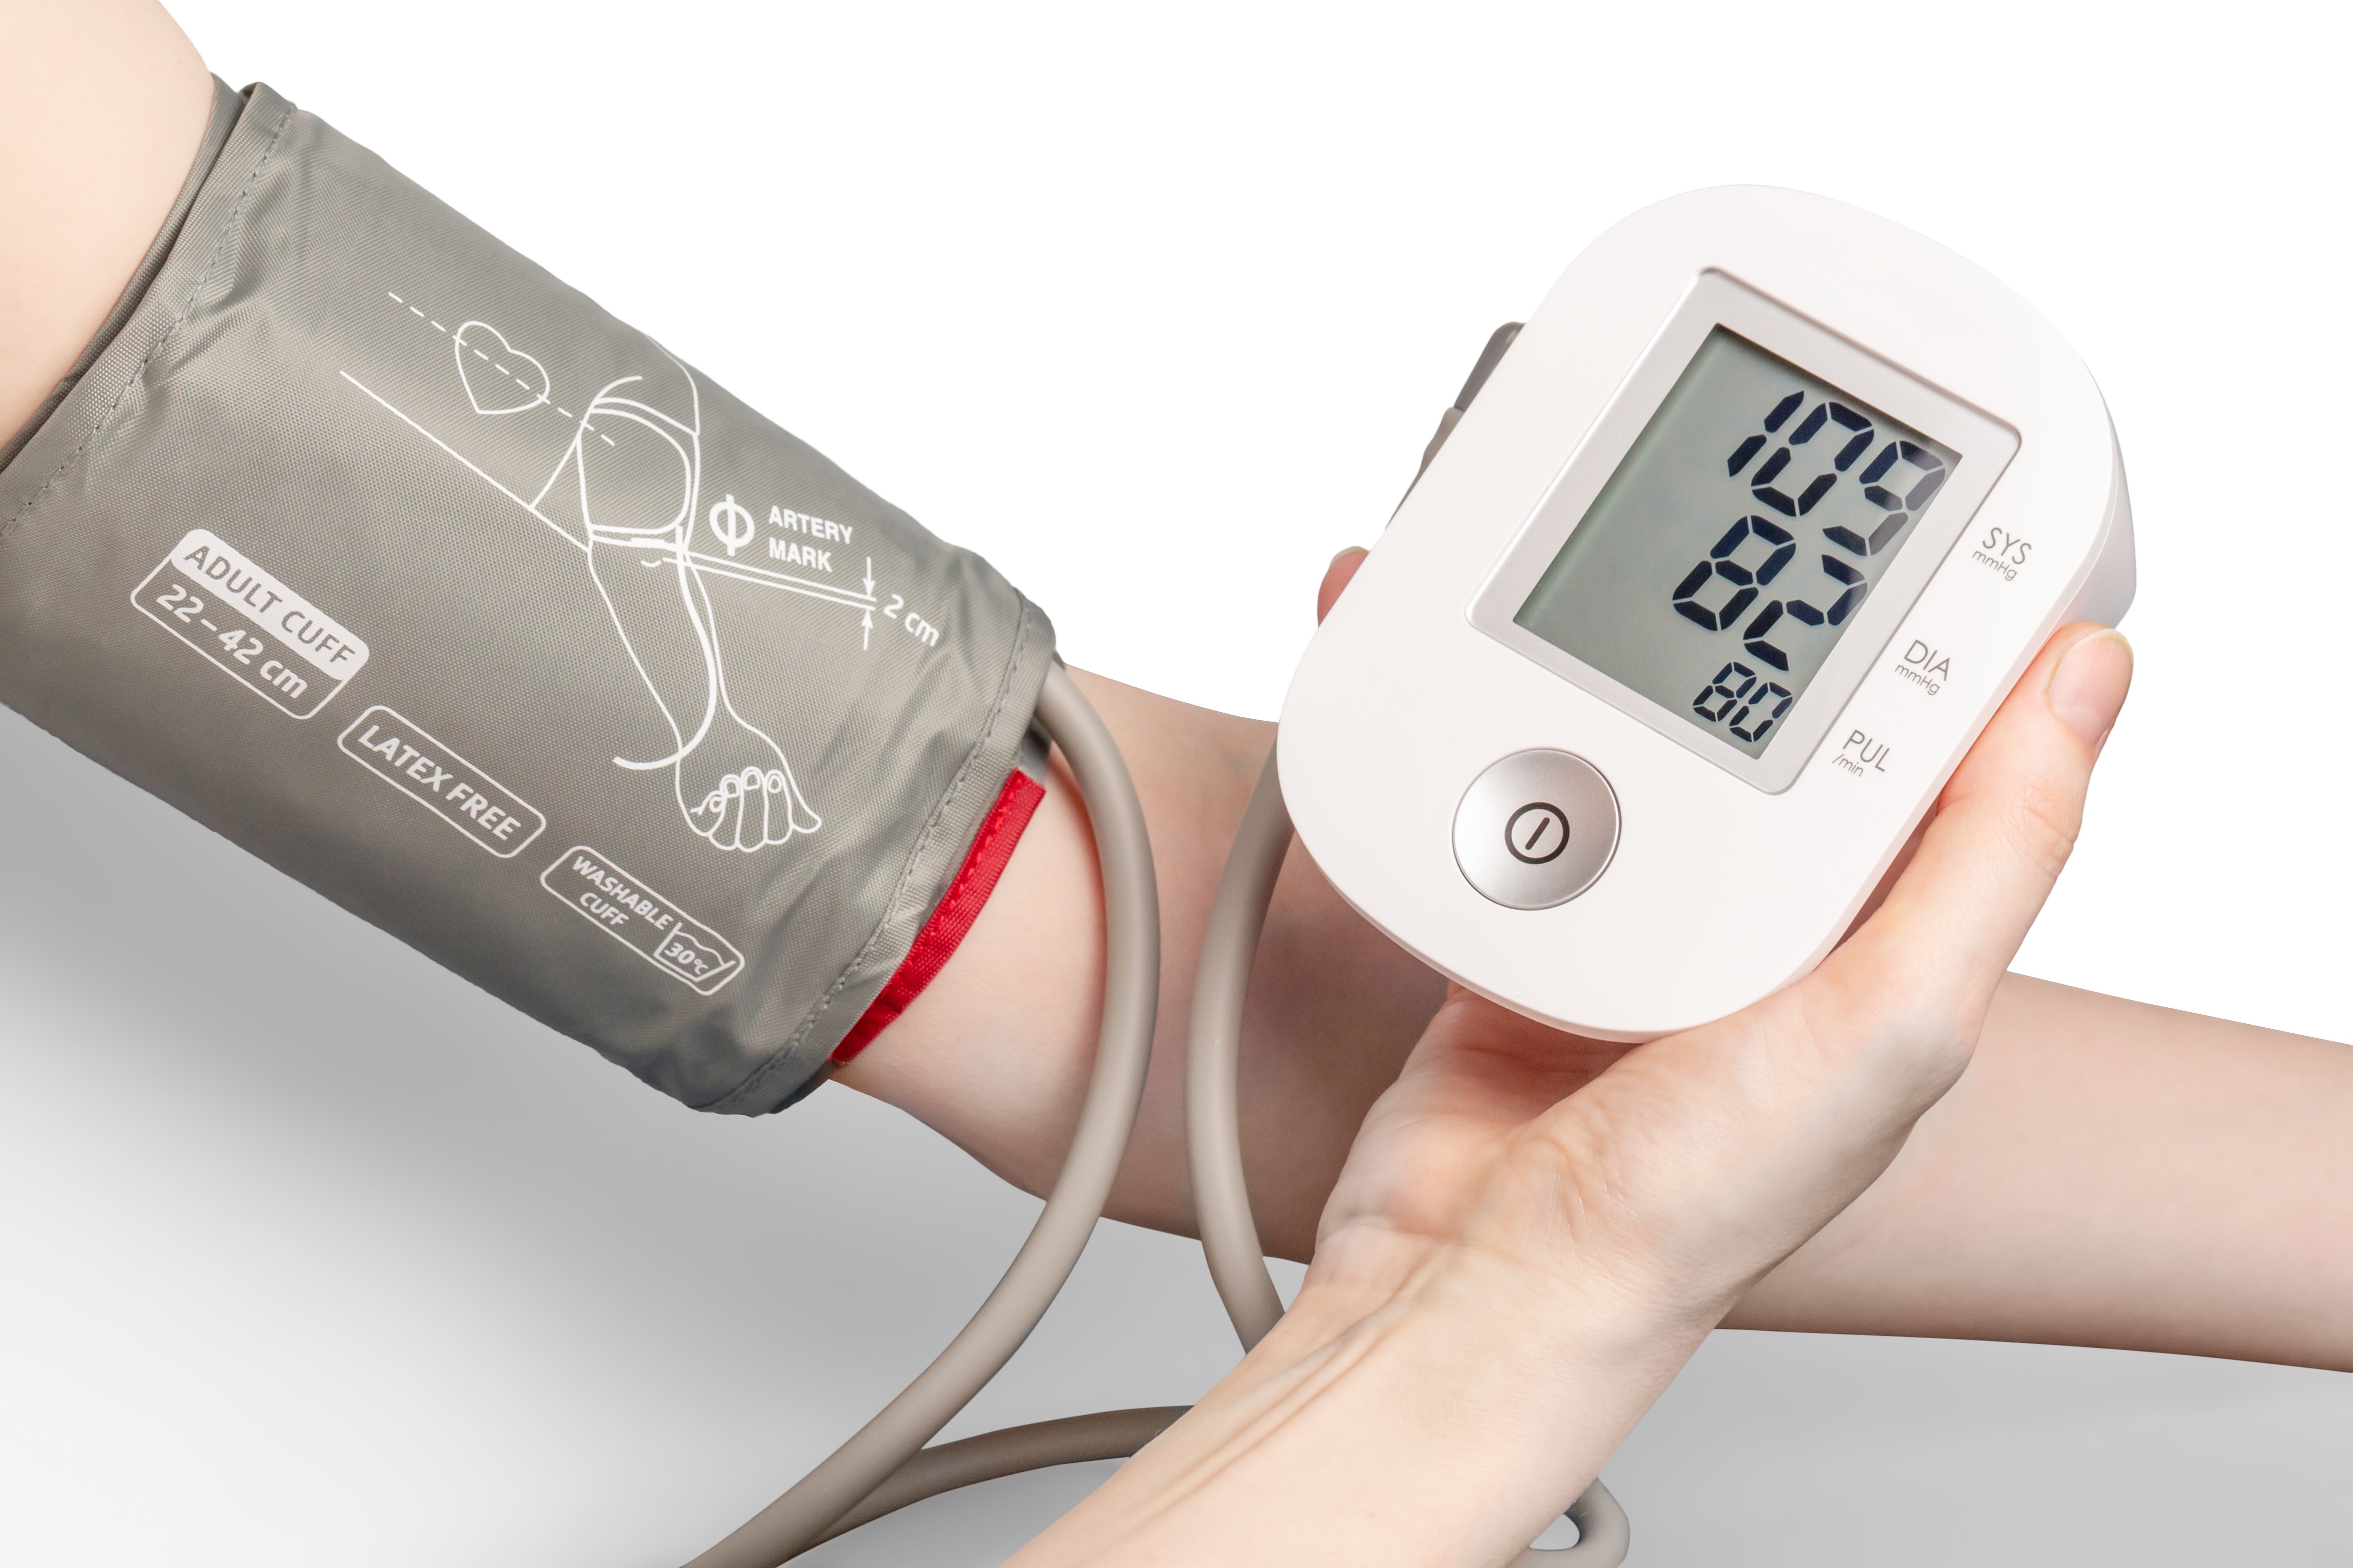 ARTERY
MARK
2 cm
ADULT CUFF
22-42 cm
LATEX FREE
WASHABLE
CUFF
30°C
109
SYS
mmHg
82
DIA
mmHg
80
PUL
/min